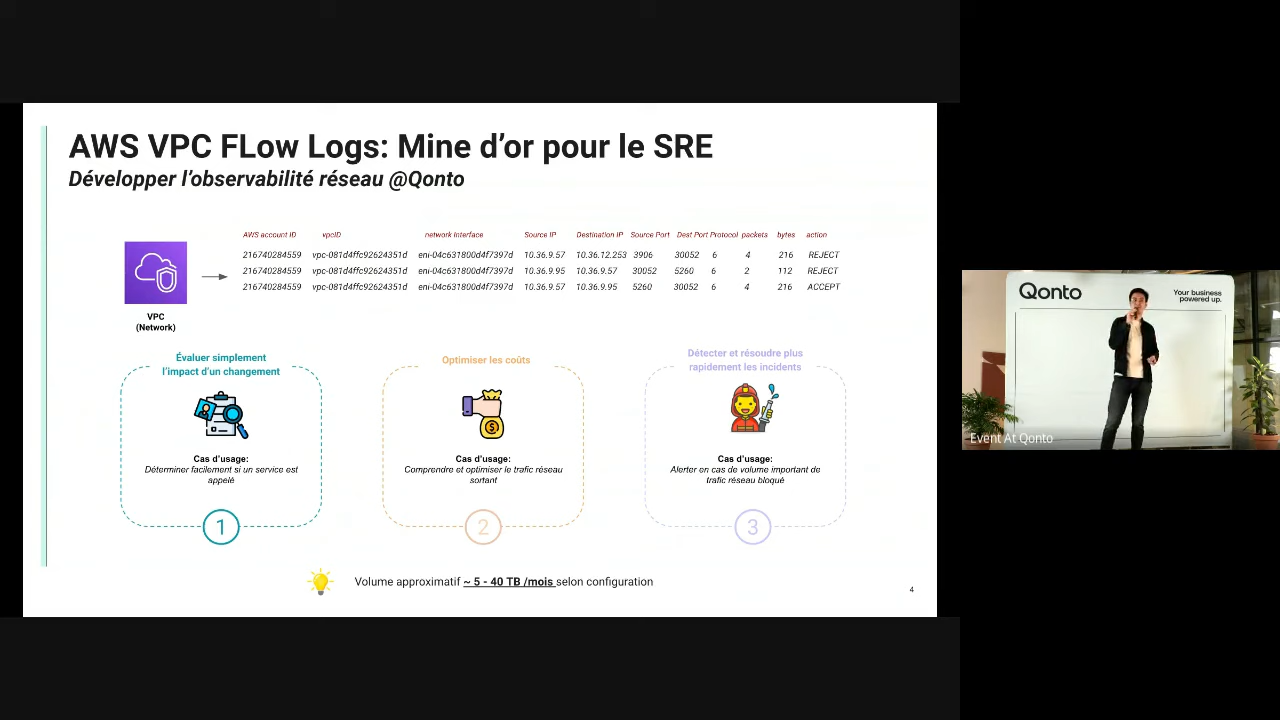 AWS VPC FLow Logs: Mine d'or pour le SRE
Développer l'observabilité réseau @Qonto
AWS account ID vpcID network Interface Source IP Destination IP Source Port Dest Port Protocol packets bytes action
216740284559 vpc-081d4ffc92624351d eni-04c631800d4f7397d 10.36.9.57 10.36.12.253 3906 30052 6 4 216 REJECT
216740284559 vpc-081d4ffc92624351d eni-04c631800d4f7397d 10.36.9.95 10.36.9.57 30052 5260 6 2 112 REJECT
216740284559 vpc-081d4ffc92624351d eni-04c631800d4f7397d 10.36.9.57 10.36.9.95 5260 30052 6 4 216 ACCEPT
VPC
(Network)
Évaluer simplement
l'impact d'un changement
Cas d'usage:
Déterminer facilement si un service est
appelé
1
Optimiser les coûts
Cas d'usage:
Comprendre et optimiser le trafic réseau
sortant
2
Détecter et résoudre plus
rapidement les incidents
Cas d'usage:
Alerter en cas de volume important de
trafic réseau bloqué
3
Volume approximatif ~ 5 - 40 TB /mois selon configuration
4
Qonto
Your business
powered up.
Event At Qonto